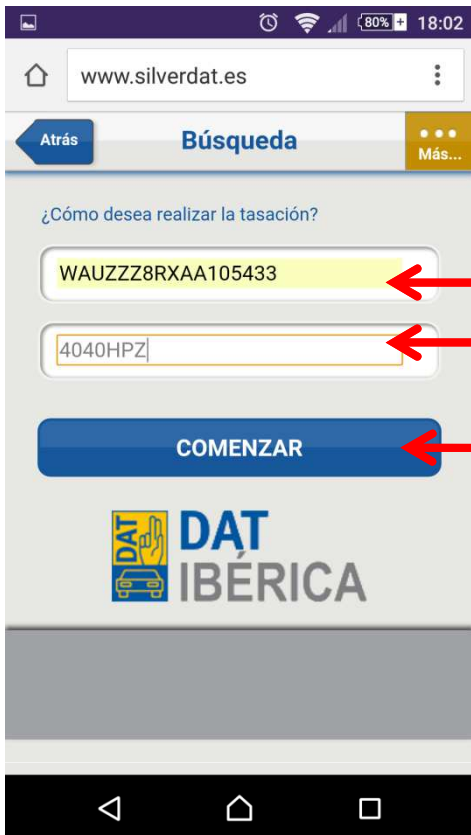 80% 18:02
www.silverdat.es
Atrás
Búsqueda
Más...
¿Cómo desea realizar la tasación?
WAUZZZ8RXAA105433
4040HPZ
COMENZAR
DAT
DAT
IBÉRICA